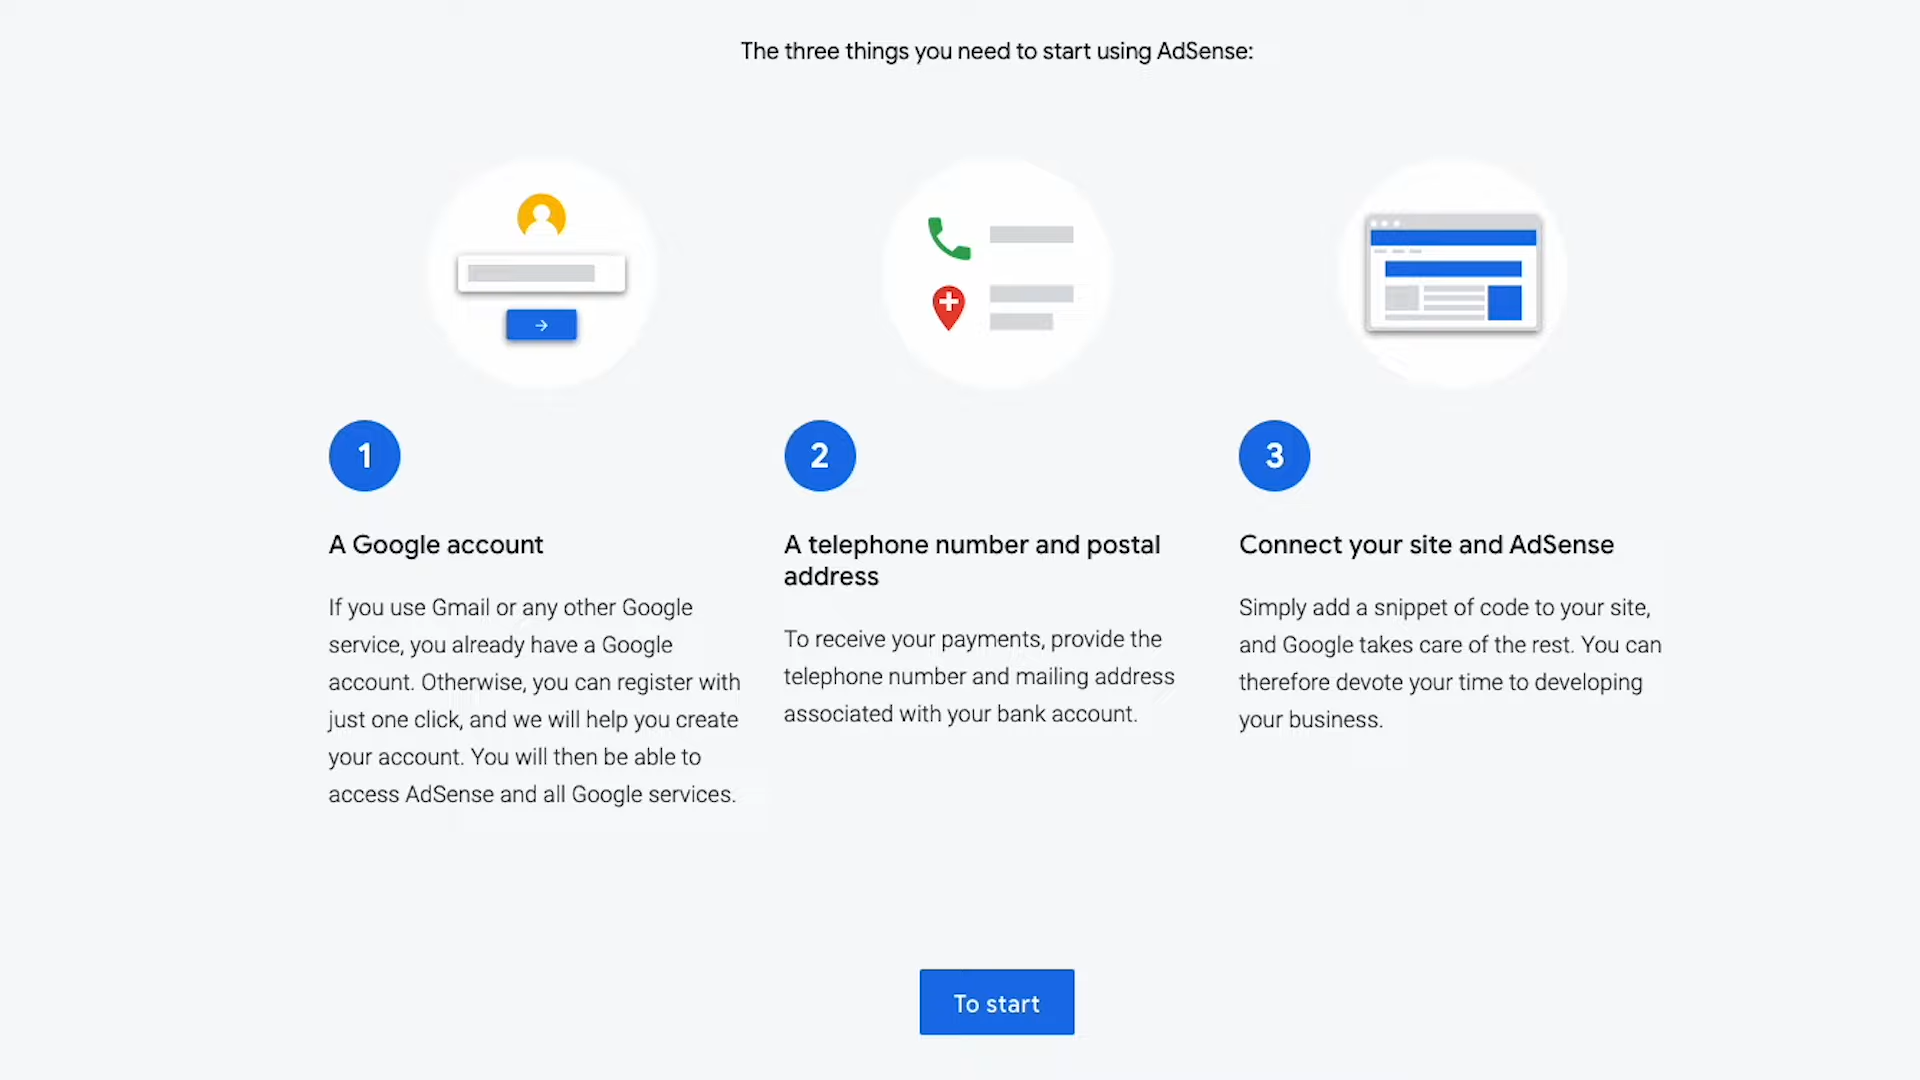 The three things you need to start using AdSense:
1
A Google account
If you use Gmail or any other Google
service, you already have a Google
account. Otherwise, you can register with
just one click, and we will help you create
your account. You will then be able to
access AdSense and all Google services.
2
A telephone number and postal
address
To receive your payments, provide the
telephone number and mailing address
associated with your bank account.
3
Connect your site and AdSense
Simply add a snippet of code to your site,
and Google takes care of the rest. You can
therefore devote your time to developing
your business.
To start